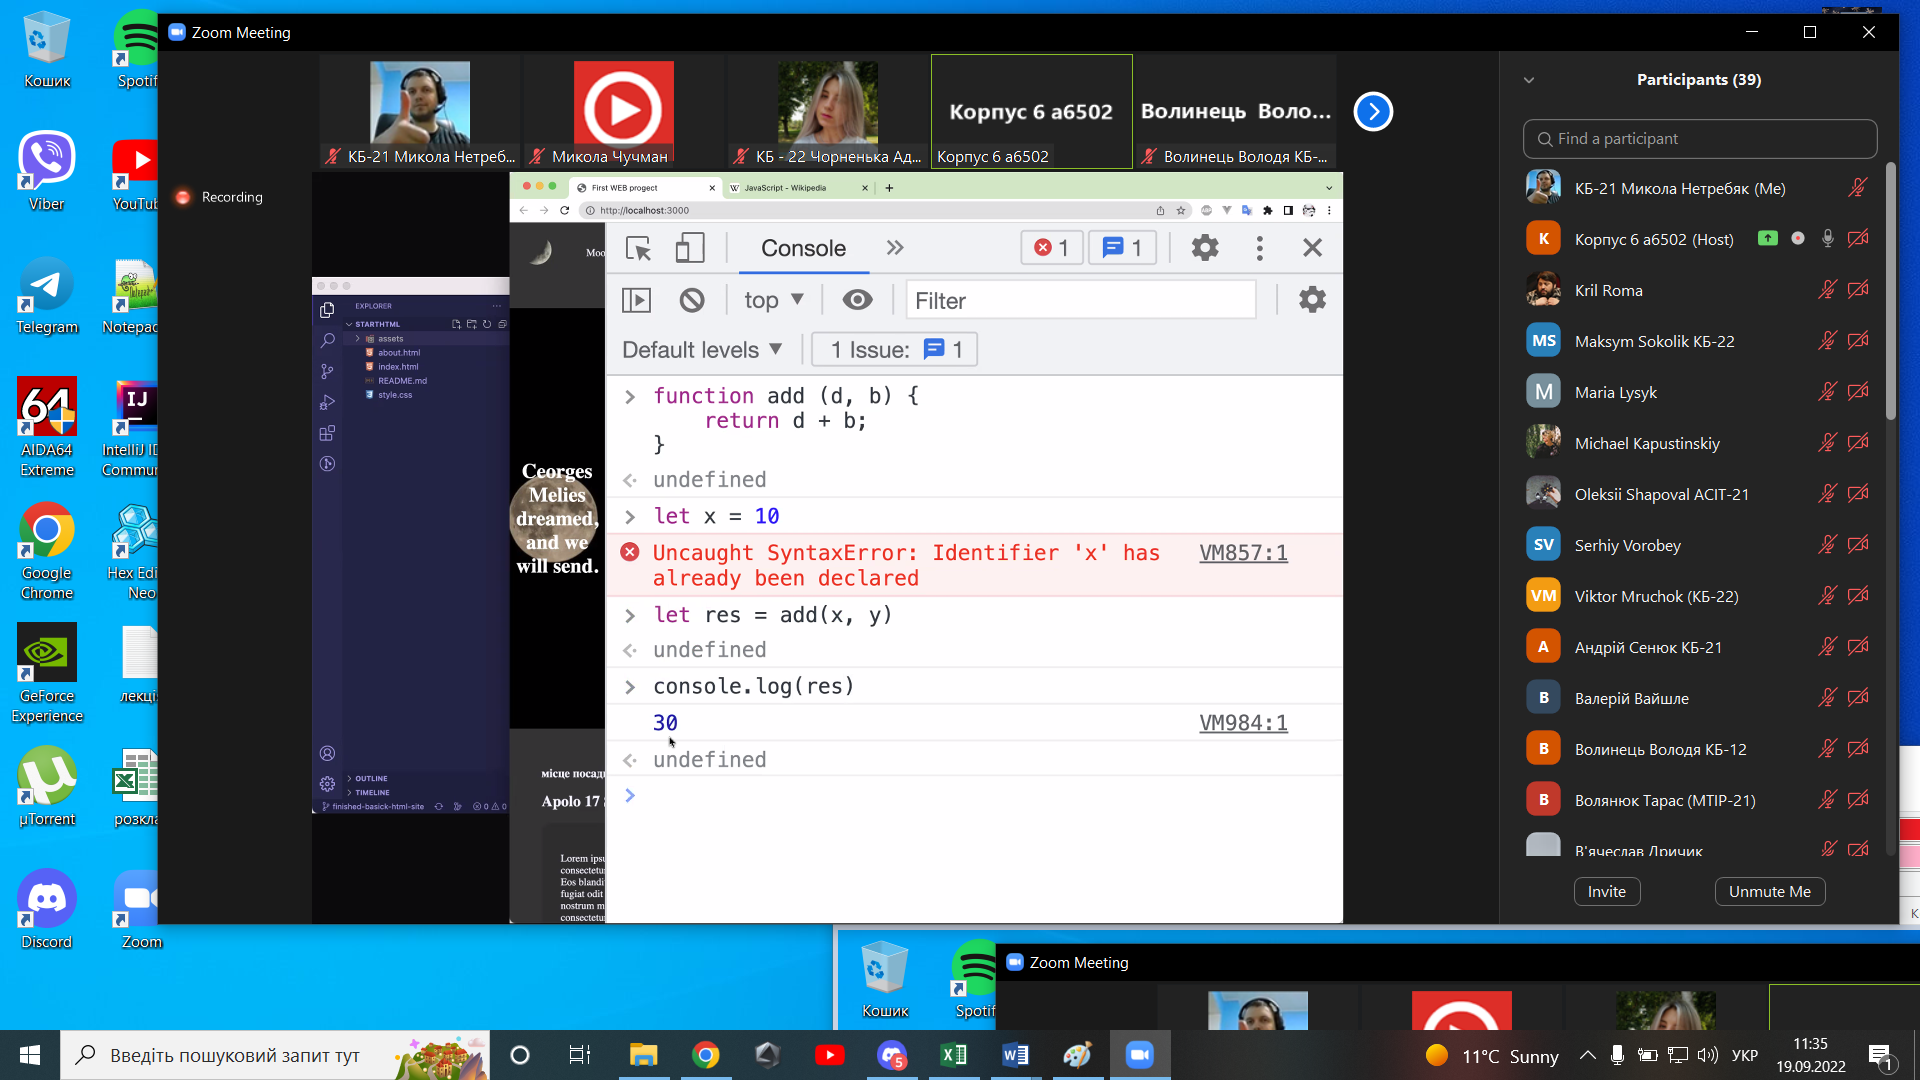 Кошик
Spotif
Viber
YouTub
Telegram
Notepad
AIDA64
Extreme
IntelliJ ID
Commun
Google
Chrome
Hex Edi
Neo
GeForce
Experience
лекці
µTorrent
розкла
Discord
Zoom
Zoom Meeting
Recording
КБ-21 Микола Нетреб...
Микола Чучман
КБ - 22 Чорненька Ад...
Корпус 6 а6502
Корпус 6 а6502
Волинець Воло...
Волинець Володя КБ-...
First WEB progect
JavaScript - Wikipedia
http://localhost:3000
EXPLORER
STARTHTML
assets
about.html
index.html
README.md
style.css
OUTLINE
TIMELINE
finished-basick-html-site
0 0
Moo
Ceorges
Melies
dreamed,
and we
will send.
місце посад
Apolo 17
Lorem ipsu
consectetu
Eos blandi
fugiat odit
nostrum m
consectetu
Console
1
1
top
Filter
Default levels
1 Issue: 1
function add (d, b) {
return d + b;
}
undefined
let x = 10
Uncaught SyntaxError: Identifier 'x' has VM857:1
already been declared
let res = add(x, y)
undefined
console.log(res)
30 VM984:1
undefined
Participants (39)
Find a participant
КБ-21 Микола Нетребяк (Me)
K Корпус 6 а6502 (Host)
Kril Roma
MS Maksym Sokolik КБ-22
M Maria Lysyk
Michael Kapustinskiy
Oleksii Shapoval ACIT-21
SV Serhiy Vorobey
VM Viktor Mruchok (КБ-22)
А Андрій Сенюк КБ-21
В Валерій Вайшле
В Волинець Володя КБ-12
В Волянюк Тарас (МТІР-21)
В'ячеслав Дричик
Invite
Unmute Me
К
Кошик
Spotif
Zoom Meeting
Введіть пошуковий запит тут
5
11°C Sunny
УКР
11:35
19.09.2022
1